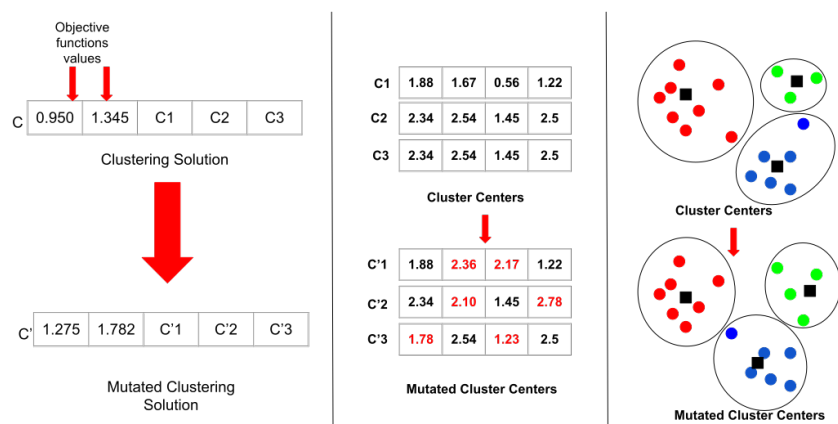 Objective
functions
values
C 0.950 1.345 C1 C2 C3
Clustering Solution
C' 1.275 1.782 C'1 C'2 C'3
Mutated Clustering
Solution
C1 1.88 1.67 0.56 1.22
C2 2.34 2.54 1.45 2.5
C3 2.34 2.54 1.45 2.5
Cluster Centers
C'1 1.88 2.36 2.17 1.22
C'2 2.34 2.10 1.45 2.78
C'3 1.78 2.54 1.23 2.5
Mutated Cluster Centers
Cluster Centers
Mutated Cluster Centers